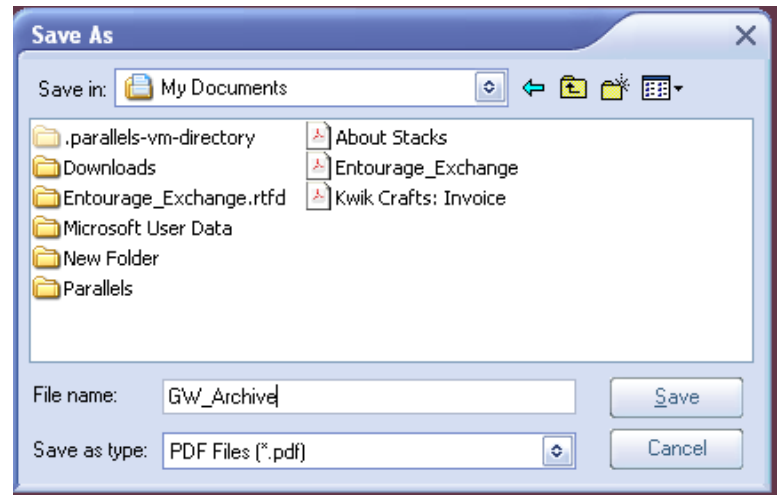 Save As
Save in: My Documents
.parallels-vm-directory About Stacks
Downloads Entourage_Exchange
Entourage_Exchange.rtfd Kwik Crafts: Invoice
Microsoft User Data
New Folder
Parallels
File name: GW_Archive Save
Save as type: PDF Files (*.pdf) Cancel